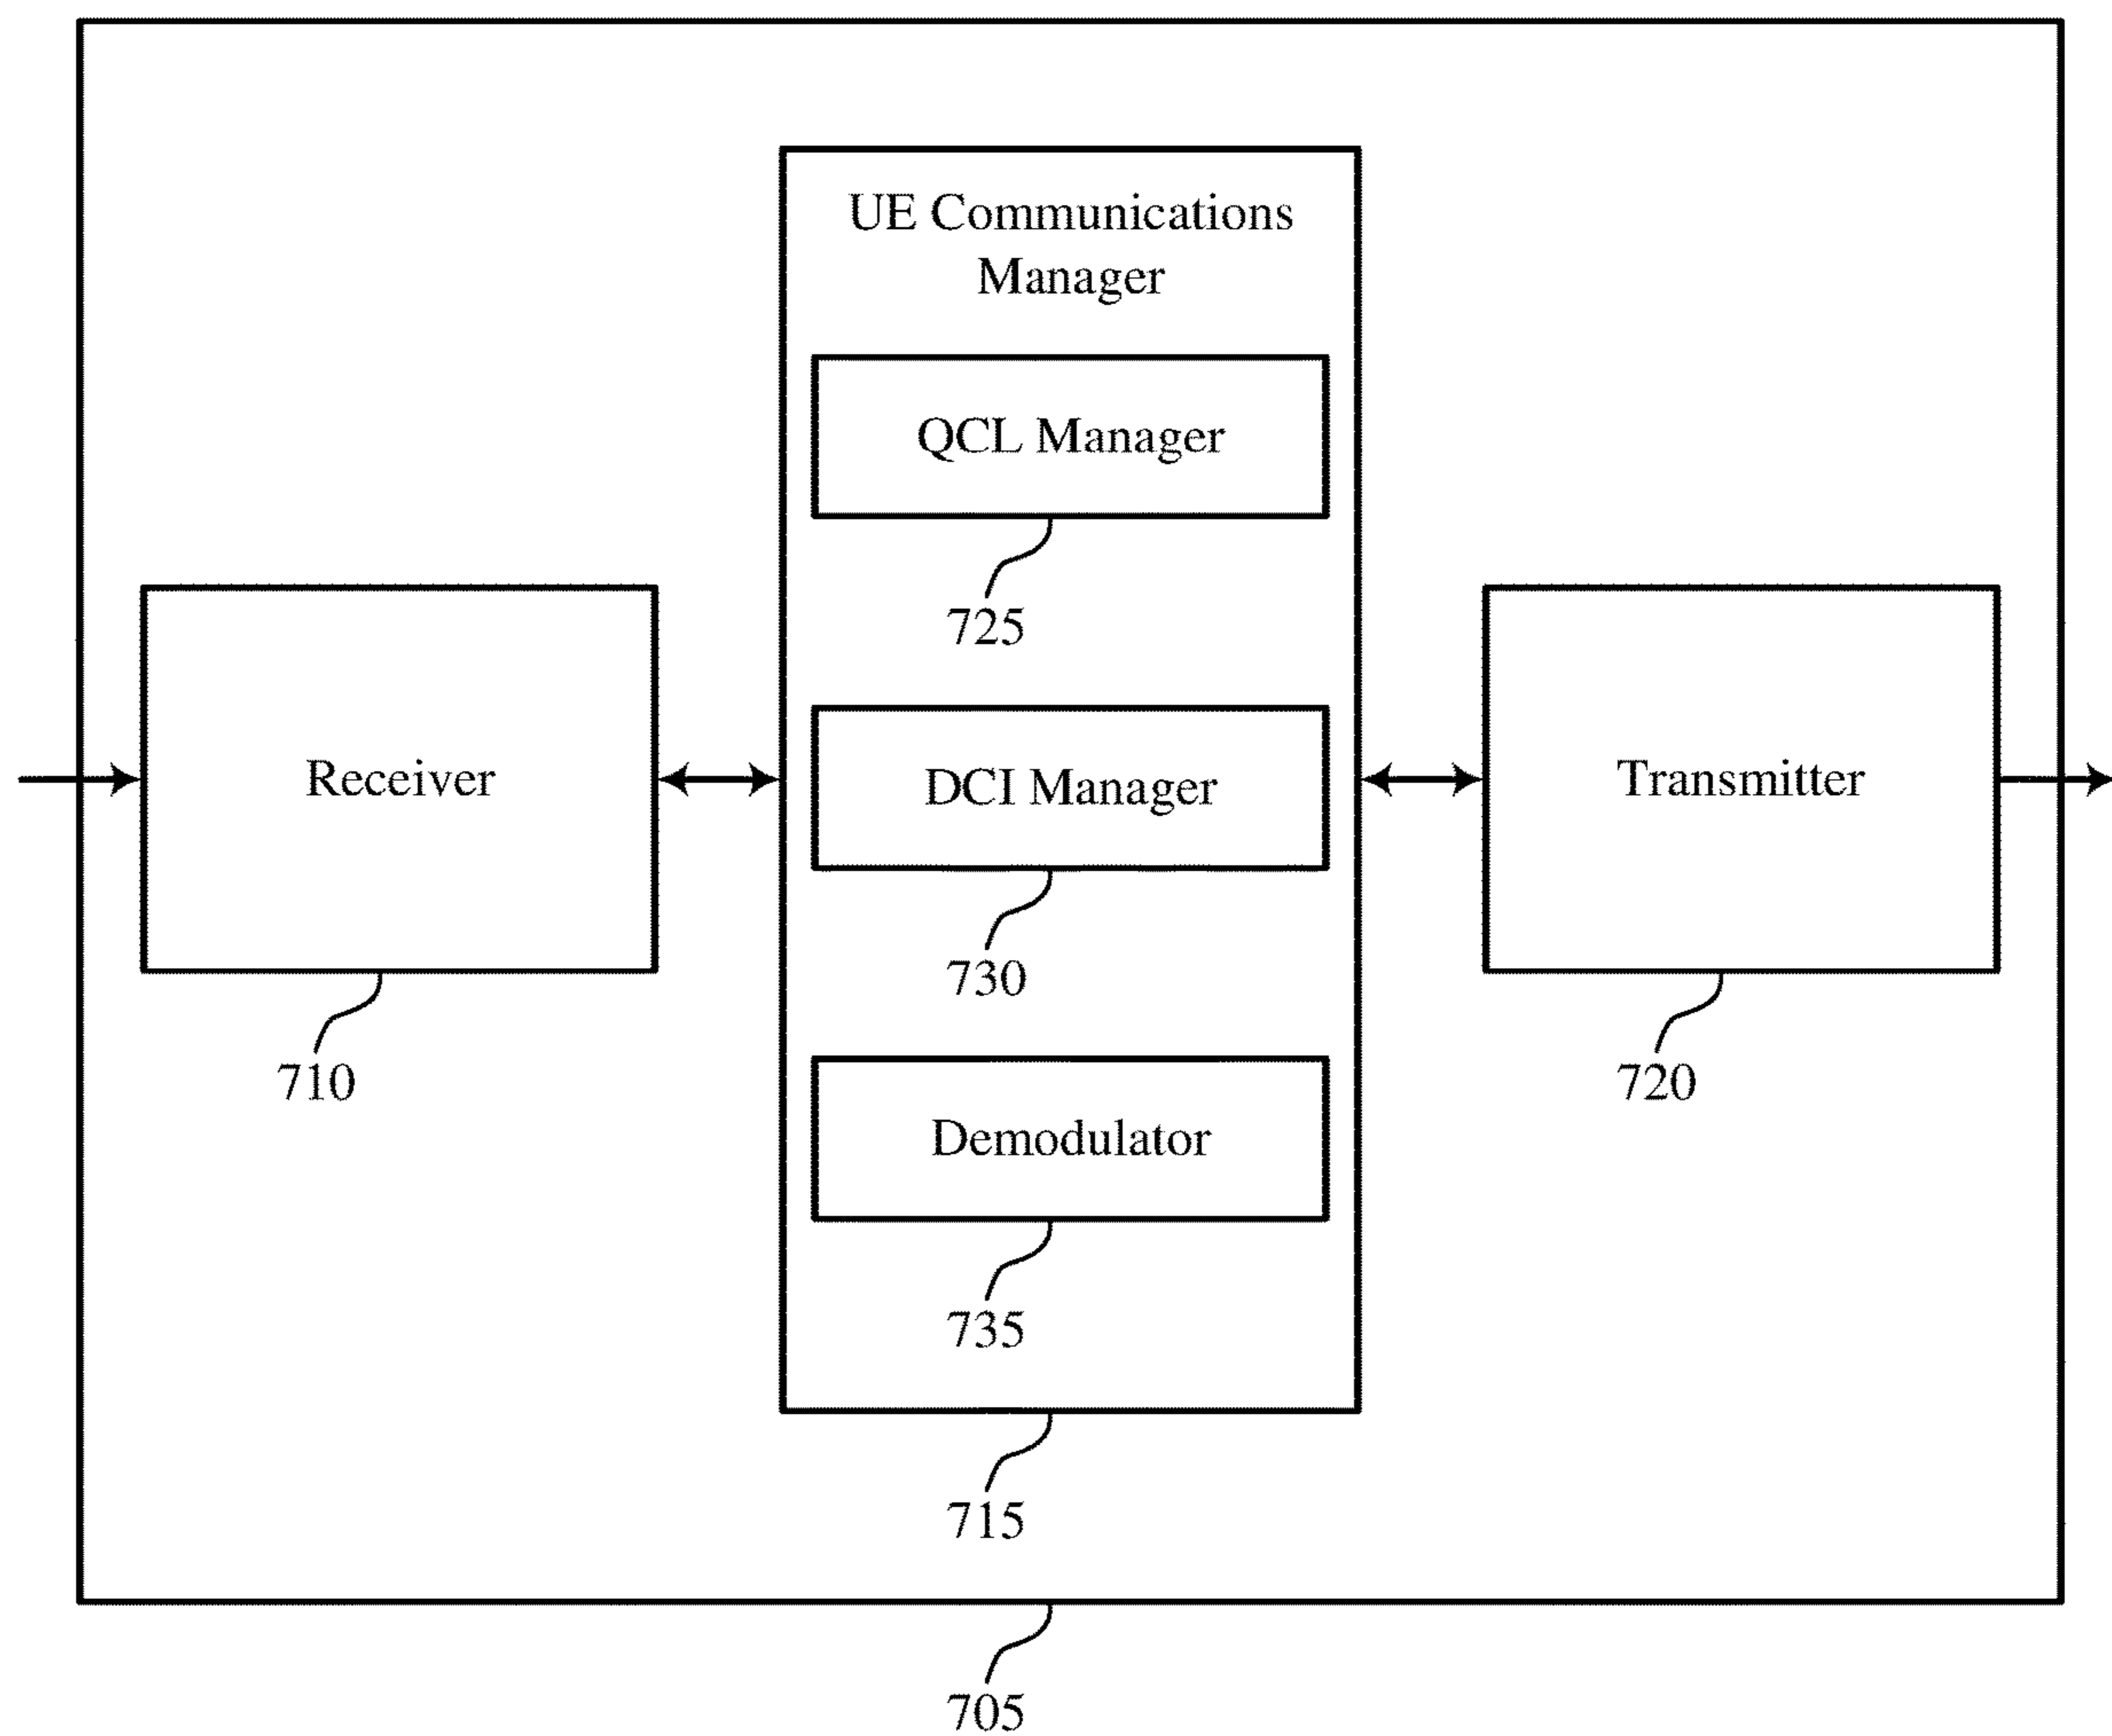 UE Communications
Manager
QCL Manager
725
Receiver
710
DCI Manager
730
Transmitter
720
Demodulator
735
715
705